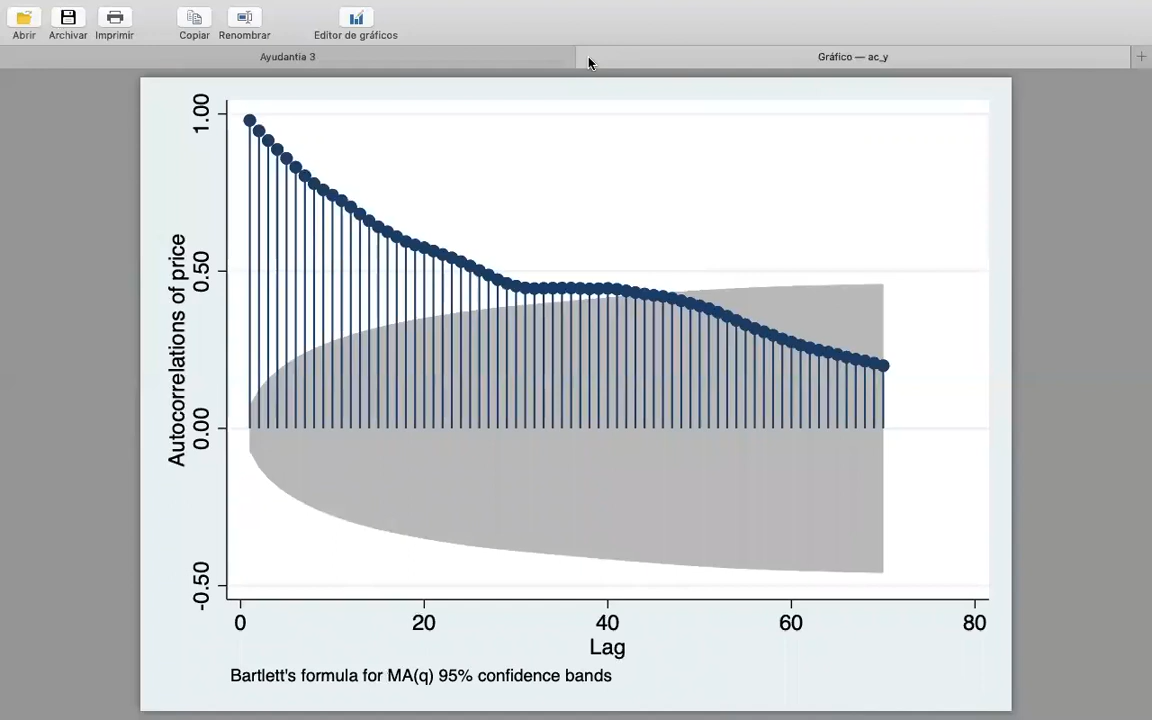 Abrir Archivar Imprimir Copiar Renombrar Editor de gráficos
Ayudantia 3 Gráfico — ac_y
Autocorrelations of price
1.00
0.50
0.00
-0.50
0 20 40 60 80
Lag
Bartlett's formula for MA(q) 95% confidence bands